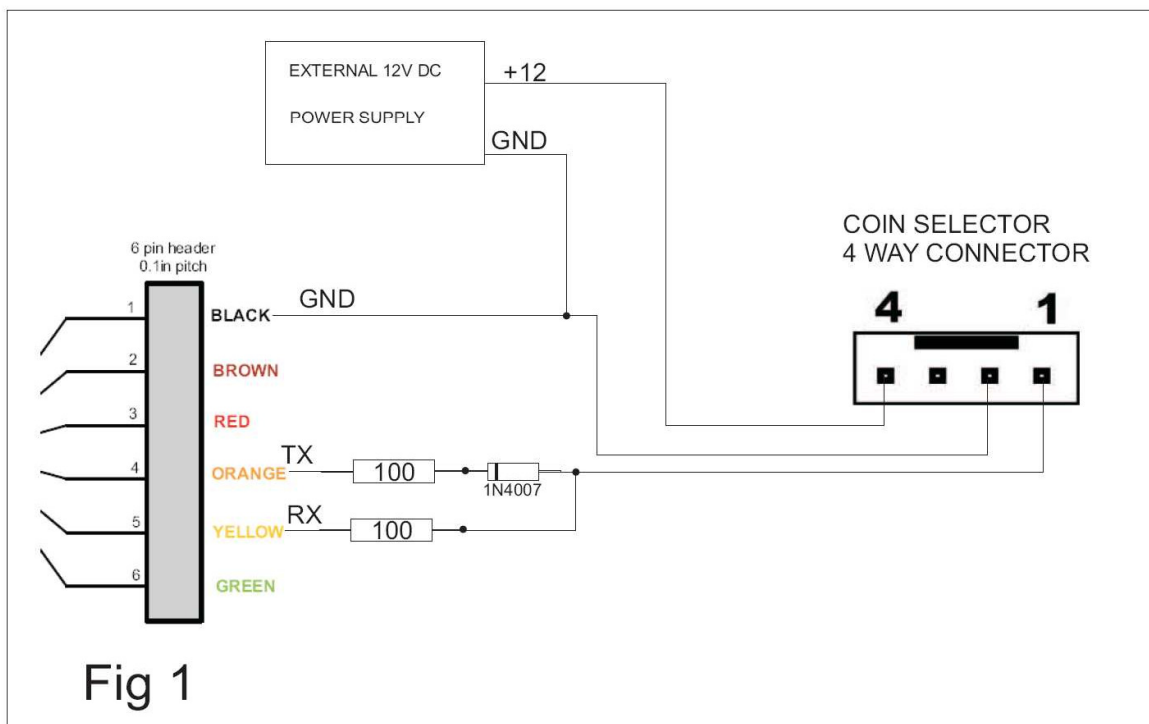 EXTERNAL 12V DC
POWER SUPPLY
+12
GND
COIN SELECTOR
4 WAY CONNECTOR
4 1
6 pin header
0.1in pitch
1
BLACK
GND
2
BROWN
3
RED
4
ORANGE
TX
100
1N4007
5
YELLOW
RX
100
6
GREEN
Fig 1